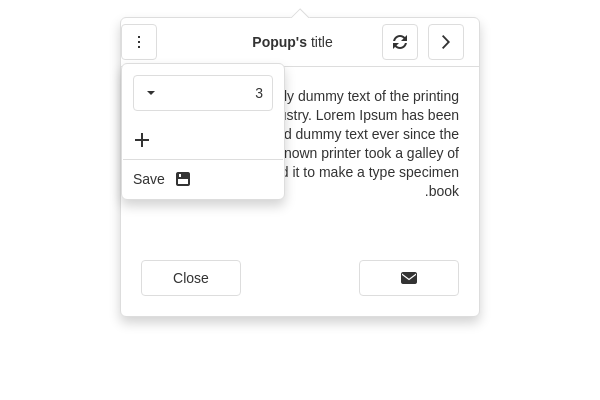 Popup's title
3
Save
ly dummy text of the printing
stry. Lorem Ipsum has been
d dummy text ever since the
nown printer took a galley of
it to make a type specimen
.book
Close